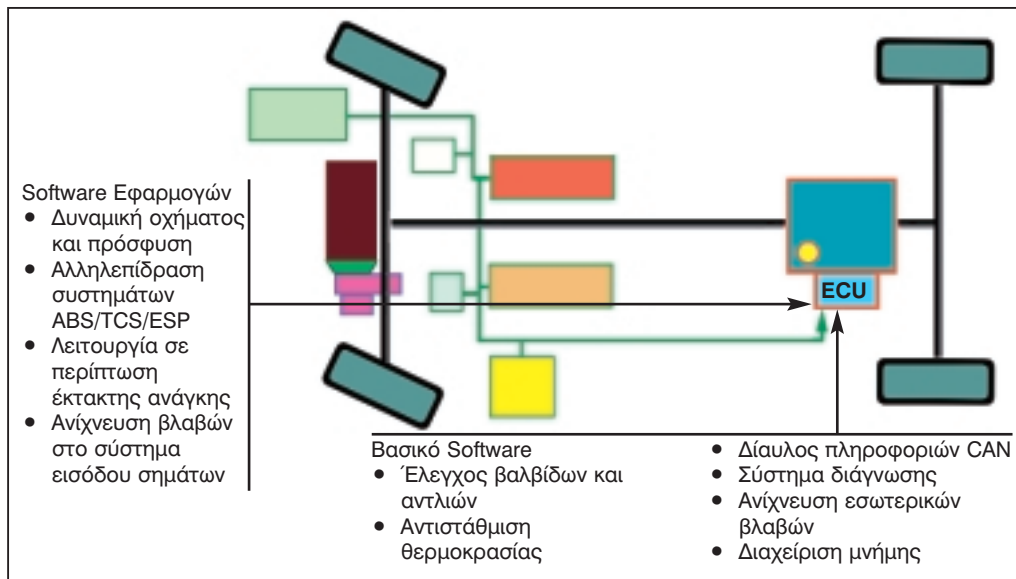 Software Εφαρμογών
● Δυναμική οχήματος
και πρόσφυση
● Αλληλεπίδραση
συστημάτων
ABS/TCS/ESP
● Λειτουργία σε
περίπτωση
έκτακτης ανάγκης
● Ανίχνευση βλαβών
στο σύστημα
εισόδου σημάτων
ECU
Βασικό Software
● Έλεγχος βαλβίδων και
αντλιών
● Αντιστάθμιση
θερμοκρασίας
● Δίαυλος πληροφοριών CAN
● Σύστημα διάγνωσης
● Ανίχνευση εσωτερικών
βλαβών
● Διαχείριση μνήμης